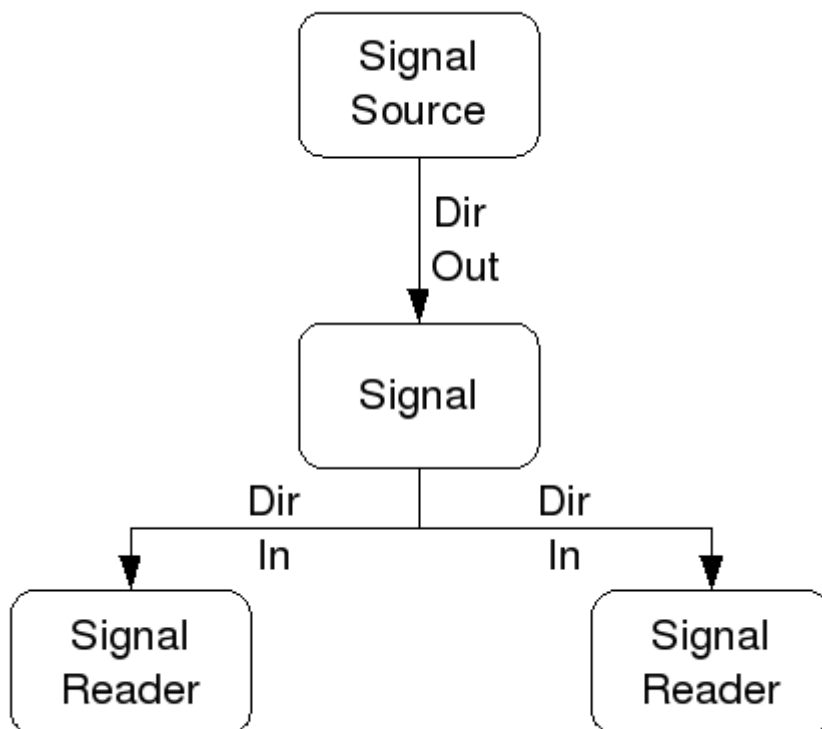 Signal
Source
Dir
Out
Signal
Dir
Dir
In
In
Signal
Reader
Signal
Reader